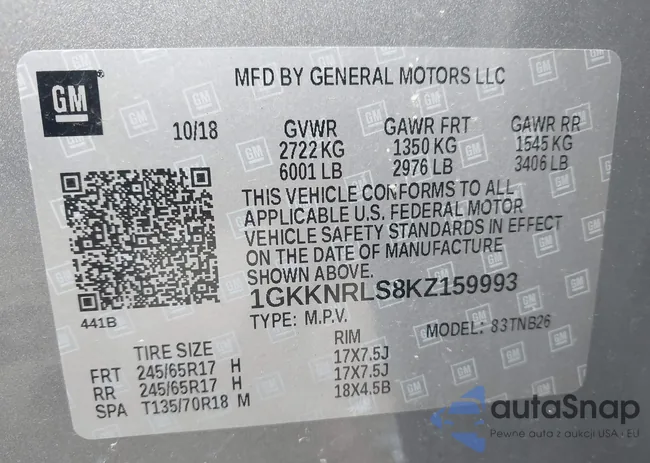 GM
MFD BY GENERAL MOTORS LLC
10/18 GVWR GAWR FRT GAWR RR
2722 KG 1350 KG 1545 KG
6001 LB 2976 LB 3406 LB
THIS VEHICLE CONFORMS TO ALL
APPLICABLE U.S. FEDERAL MOTOR
VEHICLE SAFETY STANDARDS IN EFFECT
ON THE DATE OF MANUFACTURE
SHOWN ABOVE.
1GKKNRLS8KZ159993
441B
TYPE: M.P.V. MODEL: 83TNB26
TIRE SIZE RIM
FRT 245/65R17 H 17X7.5J
RR 245/65R17 H 17X7.5J
SPA T135/70R18 M 18X4.5B
autaSnap
Pewne auta z aukcji USA i EU